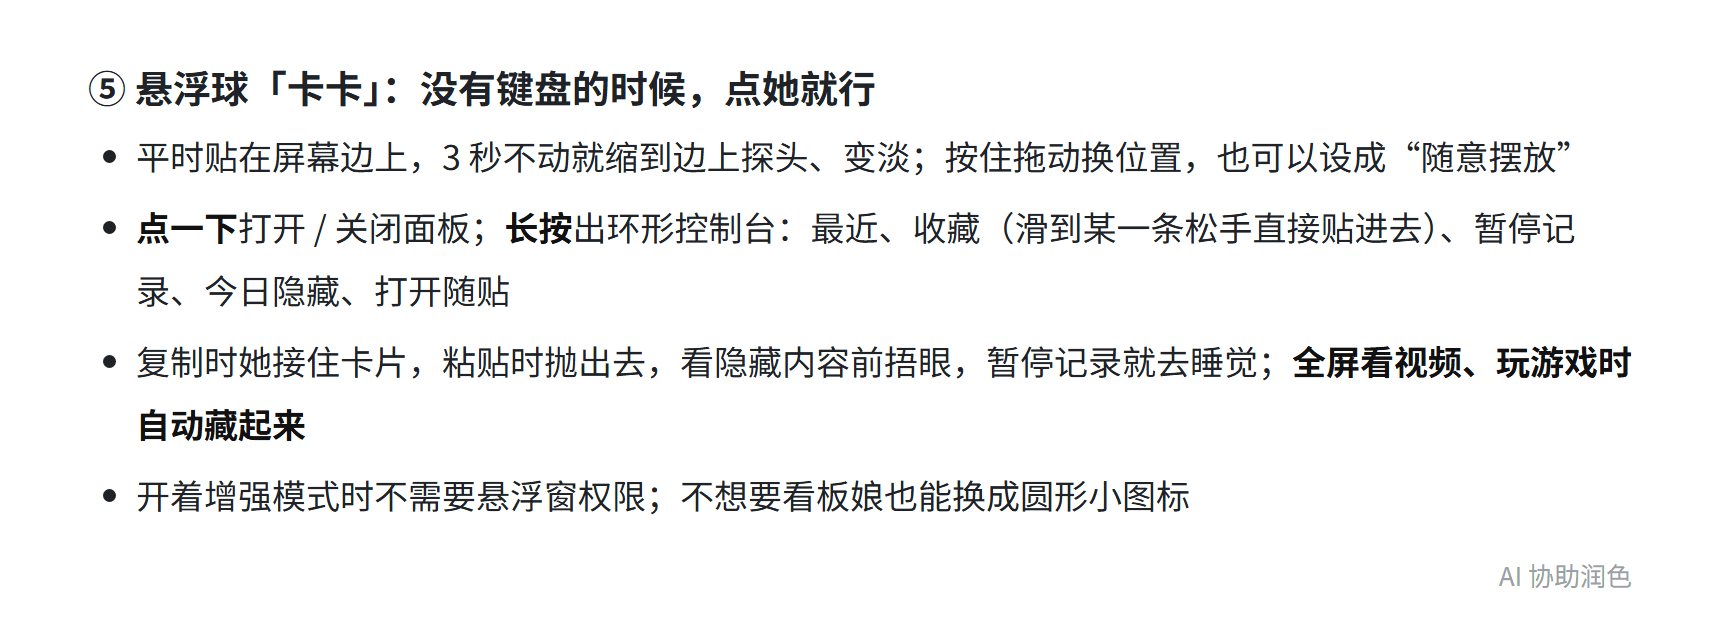 ⑤ 悬浮球「卡卡」：没有键盘的时候，点她就行
• 平时贴在屏幕边上，3 秒不动就缩到边上探头、变淡；按住拖动换位置，也可以设成“随意摆放”
• 点一下打开 / 关闭面板；长按出环形控制台：最近、收藏（滑到某一条松手直接贴进去）、暂停记
录、今日隐藏、打开随贴
• 复制时她接住卡片，粘贴时抛出去，看隐藏内容前捂眼，暂停记录就去睡觉；全屏看视频、玩游戏时
自动藏起来
• 开着增强模式时不需要悬浮窗权限；不想要看板娘也能换成圆形小图标
AI 协助润色